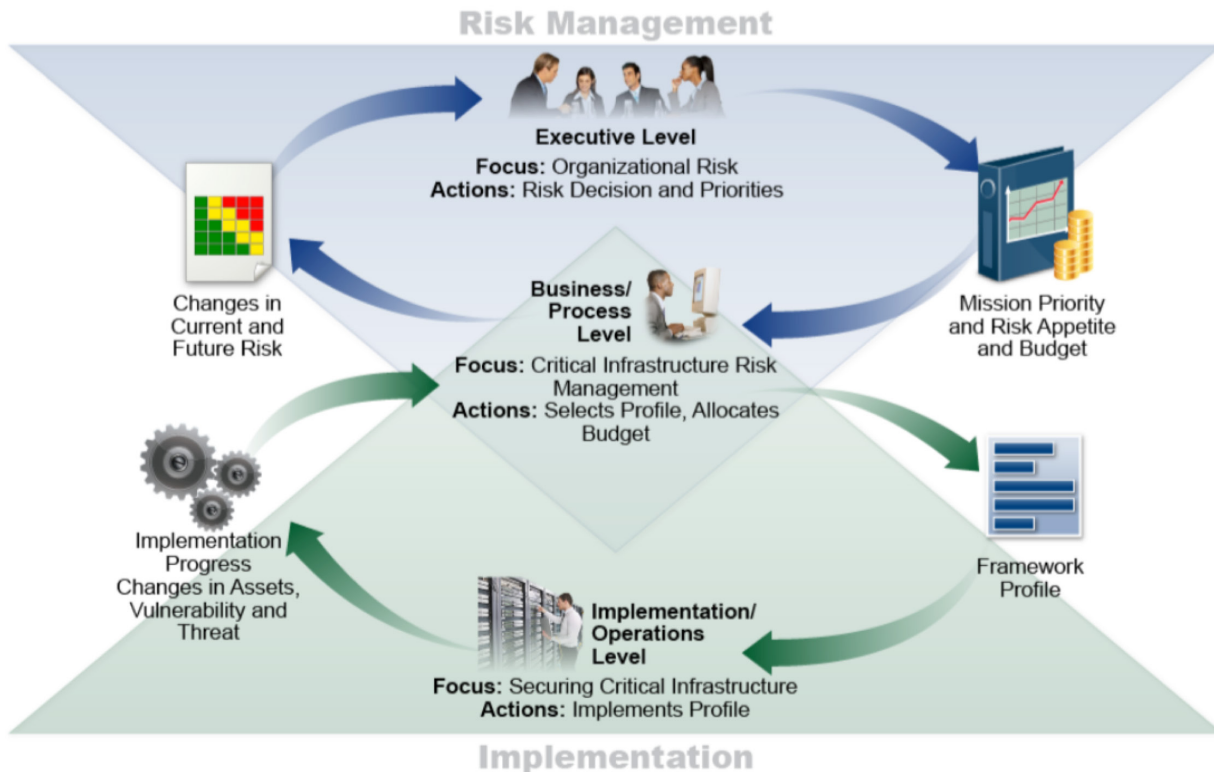 Risk Management
Executive Level
Focus: Organizational Risk
Actions: Risk Decision and Priorities
Changes in
Current and
Future Risk
Mission Priority
and Risk Appetite
and Budget
Business/
Process
Level
Focus: Critical Infrastructure Risk
Management
Actions: Selects Profile, Allocates
Budget
Implementation
Progress
Changes in Assets,
Vulnerability and
Threat
Framework
Profile
Implementation/
Operations
Level
Focus: Securing Critical Infrastructure
Actions: Implements Profile
Implementation